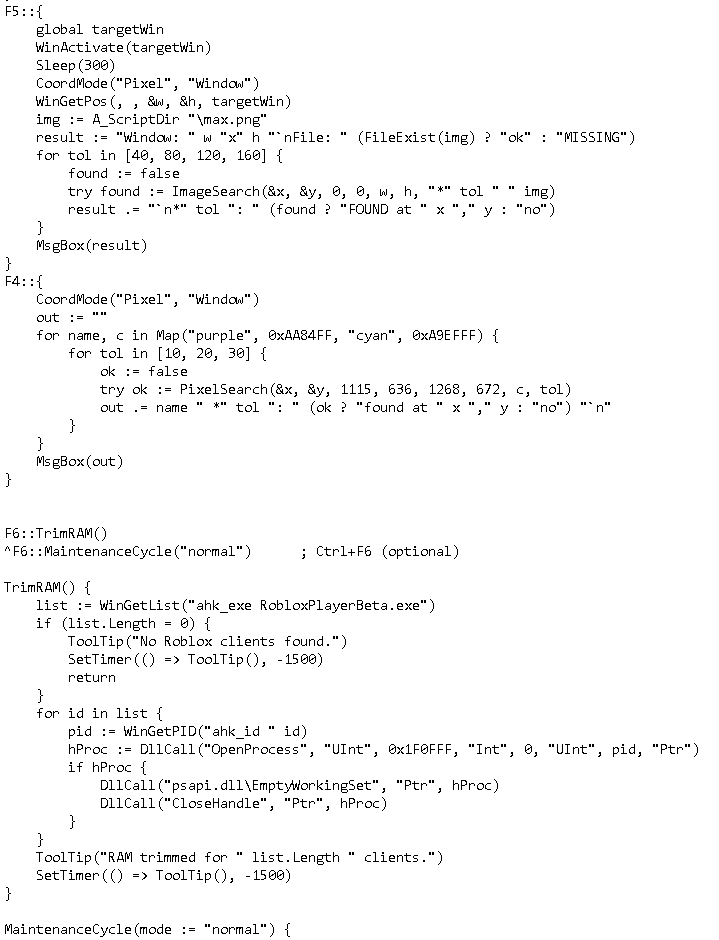 F5::{
    global targetWin
    WinActivate(targetWin)
    Sleep(300)
    CoordMode("Pixel", "Window")
    WinGetPos(, , &w, &h, targetWin)
    img := A_ScriptDir "\max.png"
    result := "Window: " w "x" h "`nFile: " (FileExist(img) ? "ok" : "MISSING")
    for tol in [40, 80, 120, 160] {
        found := false
        try found := ImageSearch(&x, &y, 0, 0, w, h, "*" tol " " img)
        result .= "`n*" tol ": " (found ? "FOUND at " x "," y : "no")
    }
    MsgBox(result)
}
F4::{
    CoordMode("Pixel", "Window")
    out := ""
    for name, c in Map("purple", 0xAA84FF, "cyan", 0xA9EFFF) {
        for tol in [10, 20, 30] {
            ok := false
            try ok := PixelSearch(&x, &y, 1115, 636, 1268, 672, c, tol)
            out .= name " *" tol ": " (ok ? "found at " x "," y : "no") "`n"
        }
    }
    MsgBox(out)
}
F6::TrimRAM()
^F6::MaintenanceCycle("normal")      ; Ctrl+F6 (optional)
TrimRAM() {
    list := WinGetList("ahk_exe RobloxPlayerBeta.exe")
    if (list.Length = 0) {
        ToolTip("No Roblox clients found.")
        SetTimer(() => ToolTip(), -1500)
        return
    }
    for id in list {
        pid := WinGetPID("ahk_id " id)
        hProc := DllCall("OpenProcess", "UInt", 0x1F0FFF, "Int", 0, "UInt", pid, "Ptr")
        if hProc {
            DllCall("psapi.dll\EmptyWorkingSet", "Ptr", hProc)
            DllCall("CloseHandle", "Ptr", hProc)
        }
    }
    ToolTip("RAM trimmed for " list.Length " clients.")
    SetTimer(() => ToolTip(), -1500)
}
MaintenanceCycle(mode := "normal") {